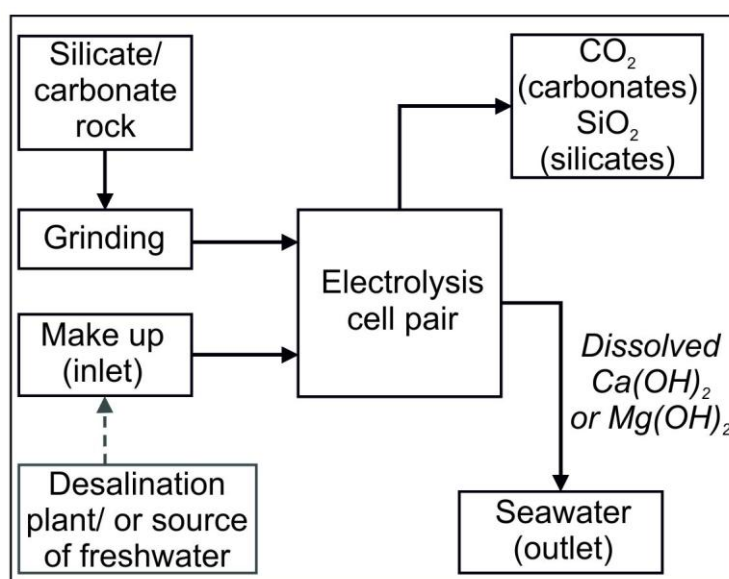 Silicate/
carbonate
rock
CO₂
(carbonates)
SiO₂
(silicates)
Grinding
Electrolysis
cell pair
Make up
(inlet)
Dissolved
Ca(OH)₂
or Mg(OH)₂
Desalination
plant/ or source
of freshwater
Seawater
(outlet)